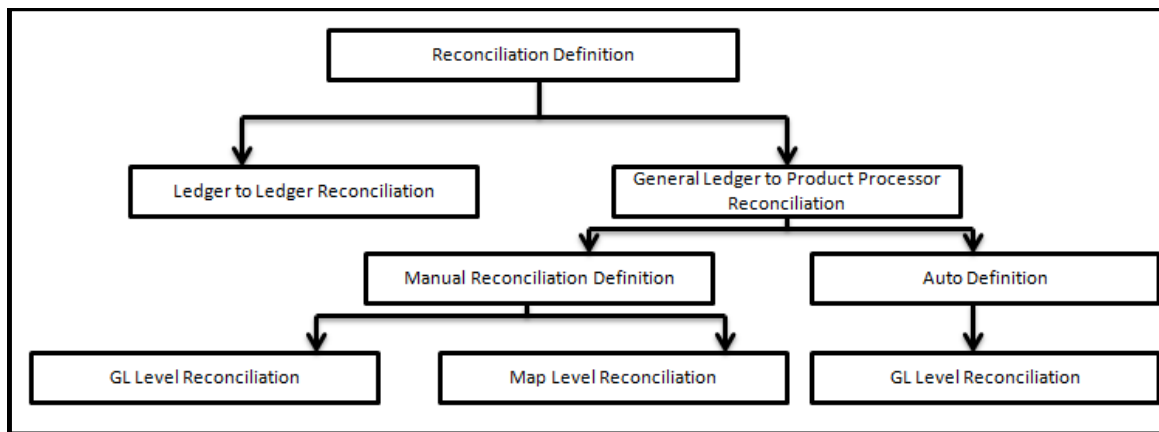 Reconciliation Definition
Ledger to Ledger Reconciliation
General Ledger to Product Processor
Reconciliation
Manual Reconciliation Definition
Auto Definition
GL Level Reconciliation
Map Level Reconciliation
GL Level Reconciliation